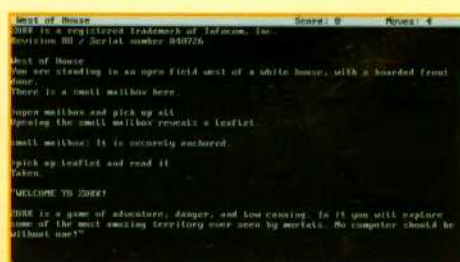 West of House Score: 0 Moves: 4
ZORK is a registered trademark of Infocom, Inc.
Revision 88 / Serial number 840726
West of House
You are standing in an open field west of a white house, with a boarded front
door.
There is a small mailbox here.
>open mailbox and pick up all
Opening the small mailbox reveals a leaflet.
small mailbox: It is securely anchored.
>pick up leaflet and read it
Taken.
"WELCOME TO ZORK!
ZORK is a game of adventure, danger, and low cunning. In it you will explore
some of the most amazing territory ever seen by mortals. No computer should be
without one!"